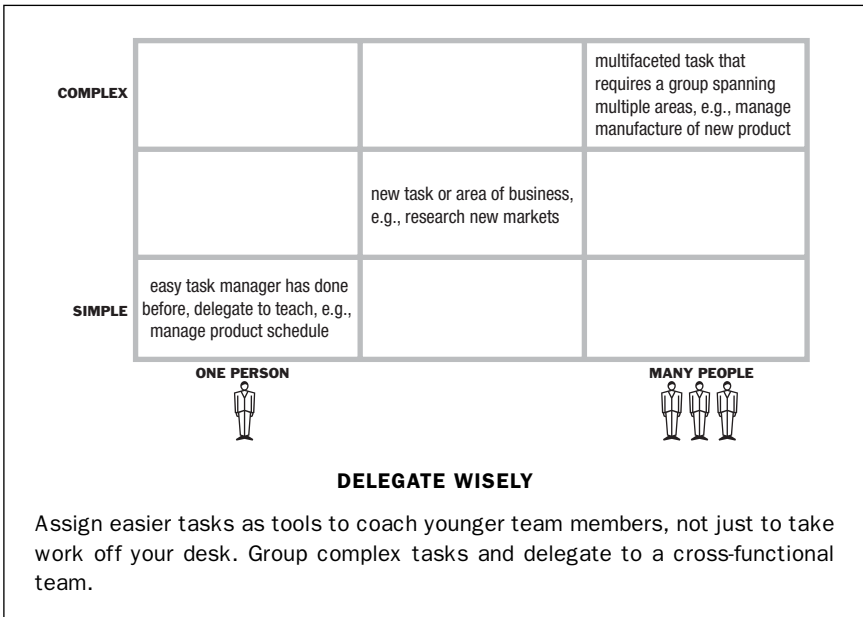 multifaceted task that
requires a group spanning
multiple areas, e.g., manage
manufacture of new product
COMPLEX
new task or area of business,
e.g., research new markets
easy task manager has done
before, delegate to teach, e.g.,
manage product schedule
SIMPLE
ONE PERSON
MANY PEOPLE
DELEGATE WISELY
Assign easier tasks as tools to coach younger team members, not just to take
work off your desk. Group complex tasks and delegate to a cross-functional
team.